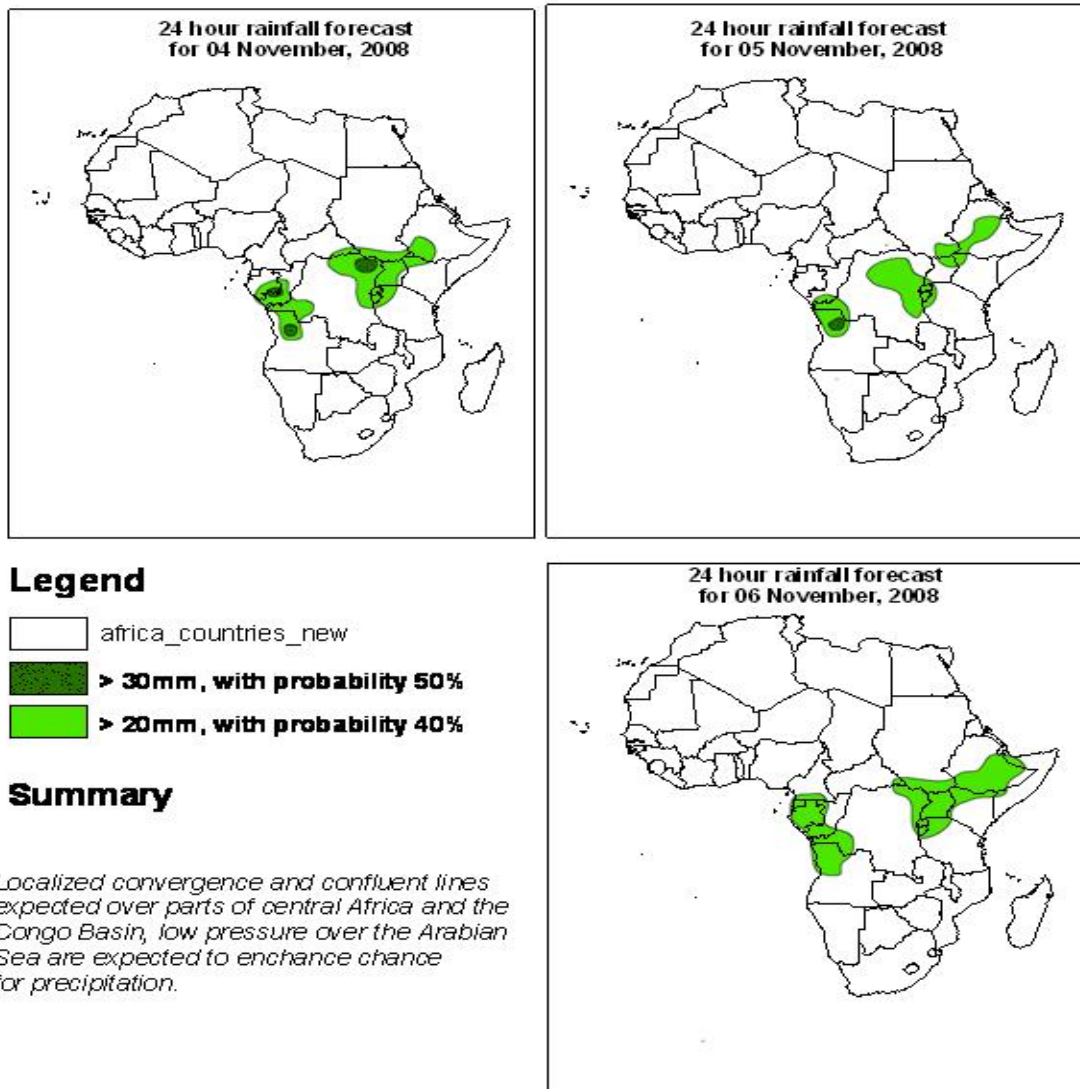 24 hour rainfall forecast
for 04 November, 2008
24 hour rainfall forecast
for 05 November, 2008
Legend
africa_countries_new
> 30mm, with probability 50%
> 20mm, with probability 40%
Summary
Localized convergence and confluent lines
expected over parts of central Africa and the
Congo Basin, low pressure over the Arabian
Sea are expected to enchance chance
for precipitation.
24 hour rainfall forecast
for 06 November, 2008